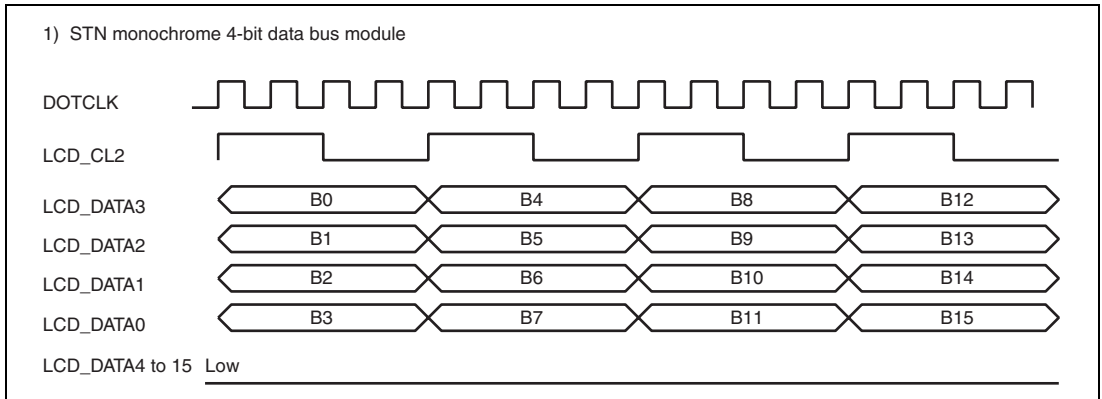 1) STN monochrome 4-bit data bus module
DOTCLK
LCD_CL2
LCD_DATA3 B0 B4 B8 B12
LCD_DATA2 B1 B5 B9 B13
LCD_DATA1 B2 B6 B10 B14
LCD_DATA0 B3 B7 B11 B15
LCD_DATA4 to 15 Low